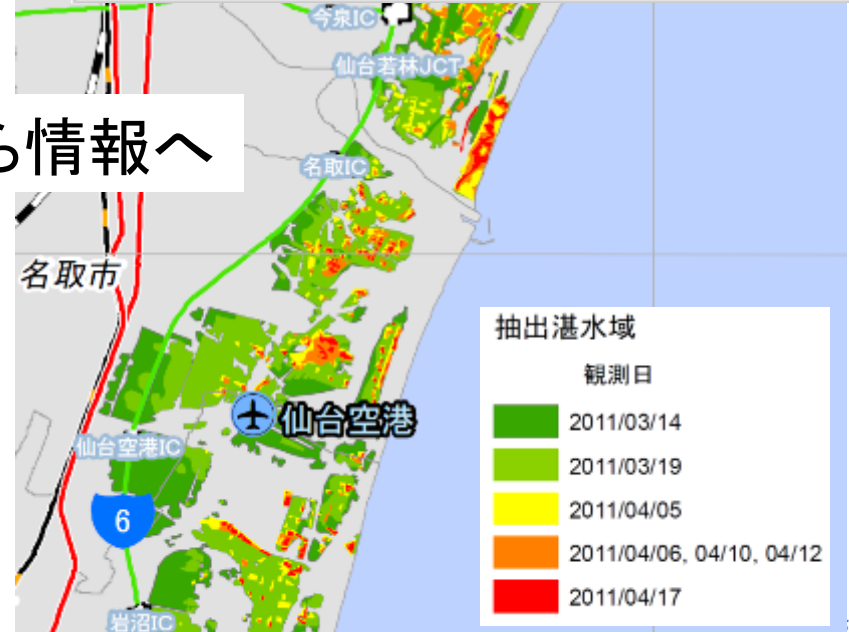 今泉IC
仙台若林JCT
ら情報へ
名取IC
名取市
抽出湛水域
観測日
2011/03/14
2011/03/19
2011/04/05
2011/04/06, 04/10, 04/12
2011/04/17
仙台空港
仙台空港IC
6
岩沼IC